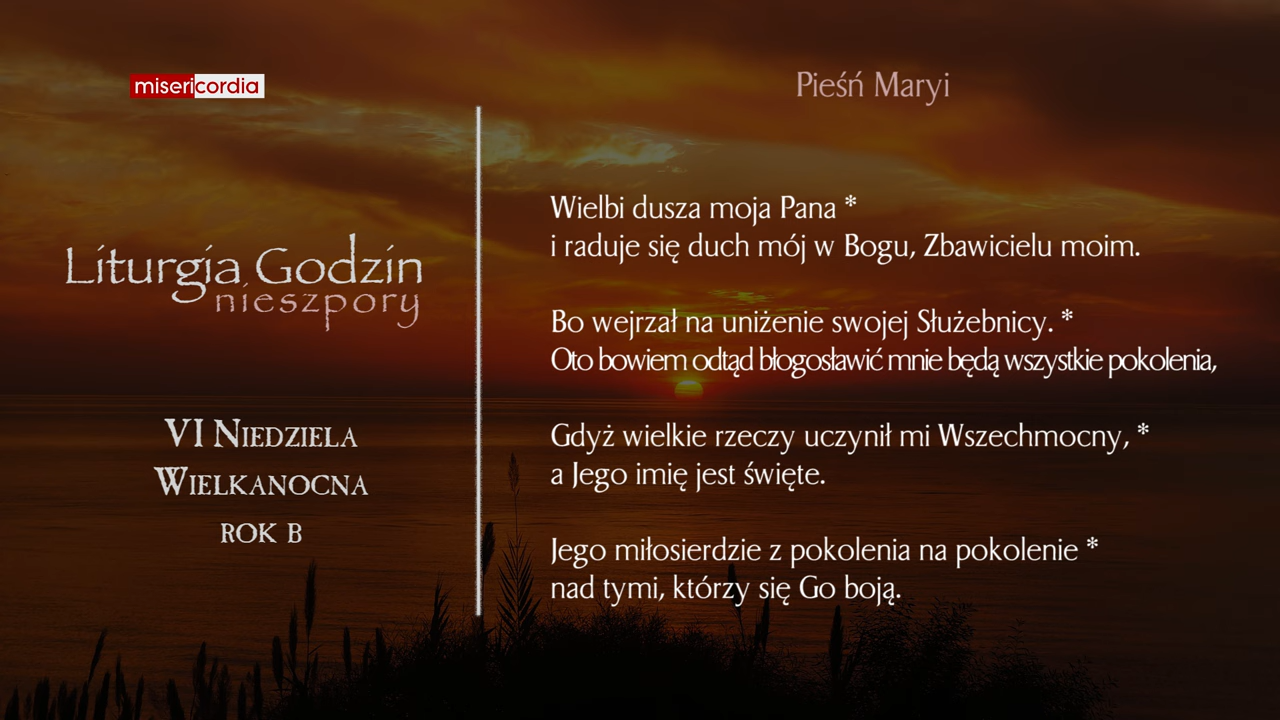 misericordia
Liturgia Godzin
nieszpory
VI Niedziela
Wielkanocna
rok B
Pieśń Maryi
Wielbi dusza moja Pana *
i raduje się duch mój w Bogu, Zbawicielu moim.
Bo wejrzał na uniżenie swojej Służebnicy. *
Oto bowiem odtąd błogosławić mnie będą wszystkie pokolenia,
Gdyż wielkie rzeczy uczynił mi Wszechmocny, *
a Jego imię jest święte.
Jego miłosierdzie z pokolenia na pokolenie *
nad tymi, którzy się Go boją.